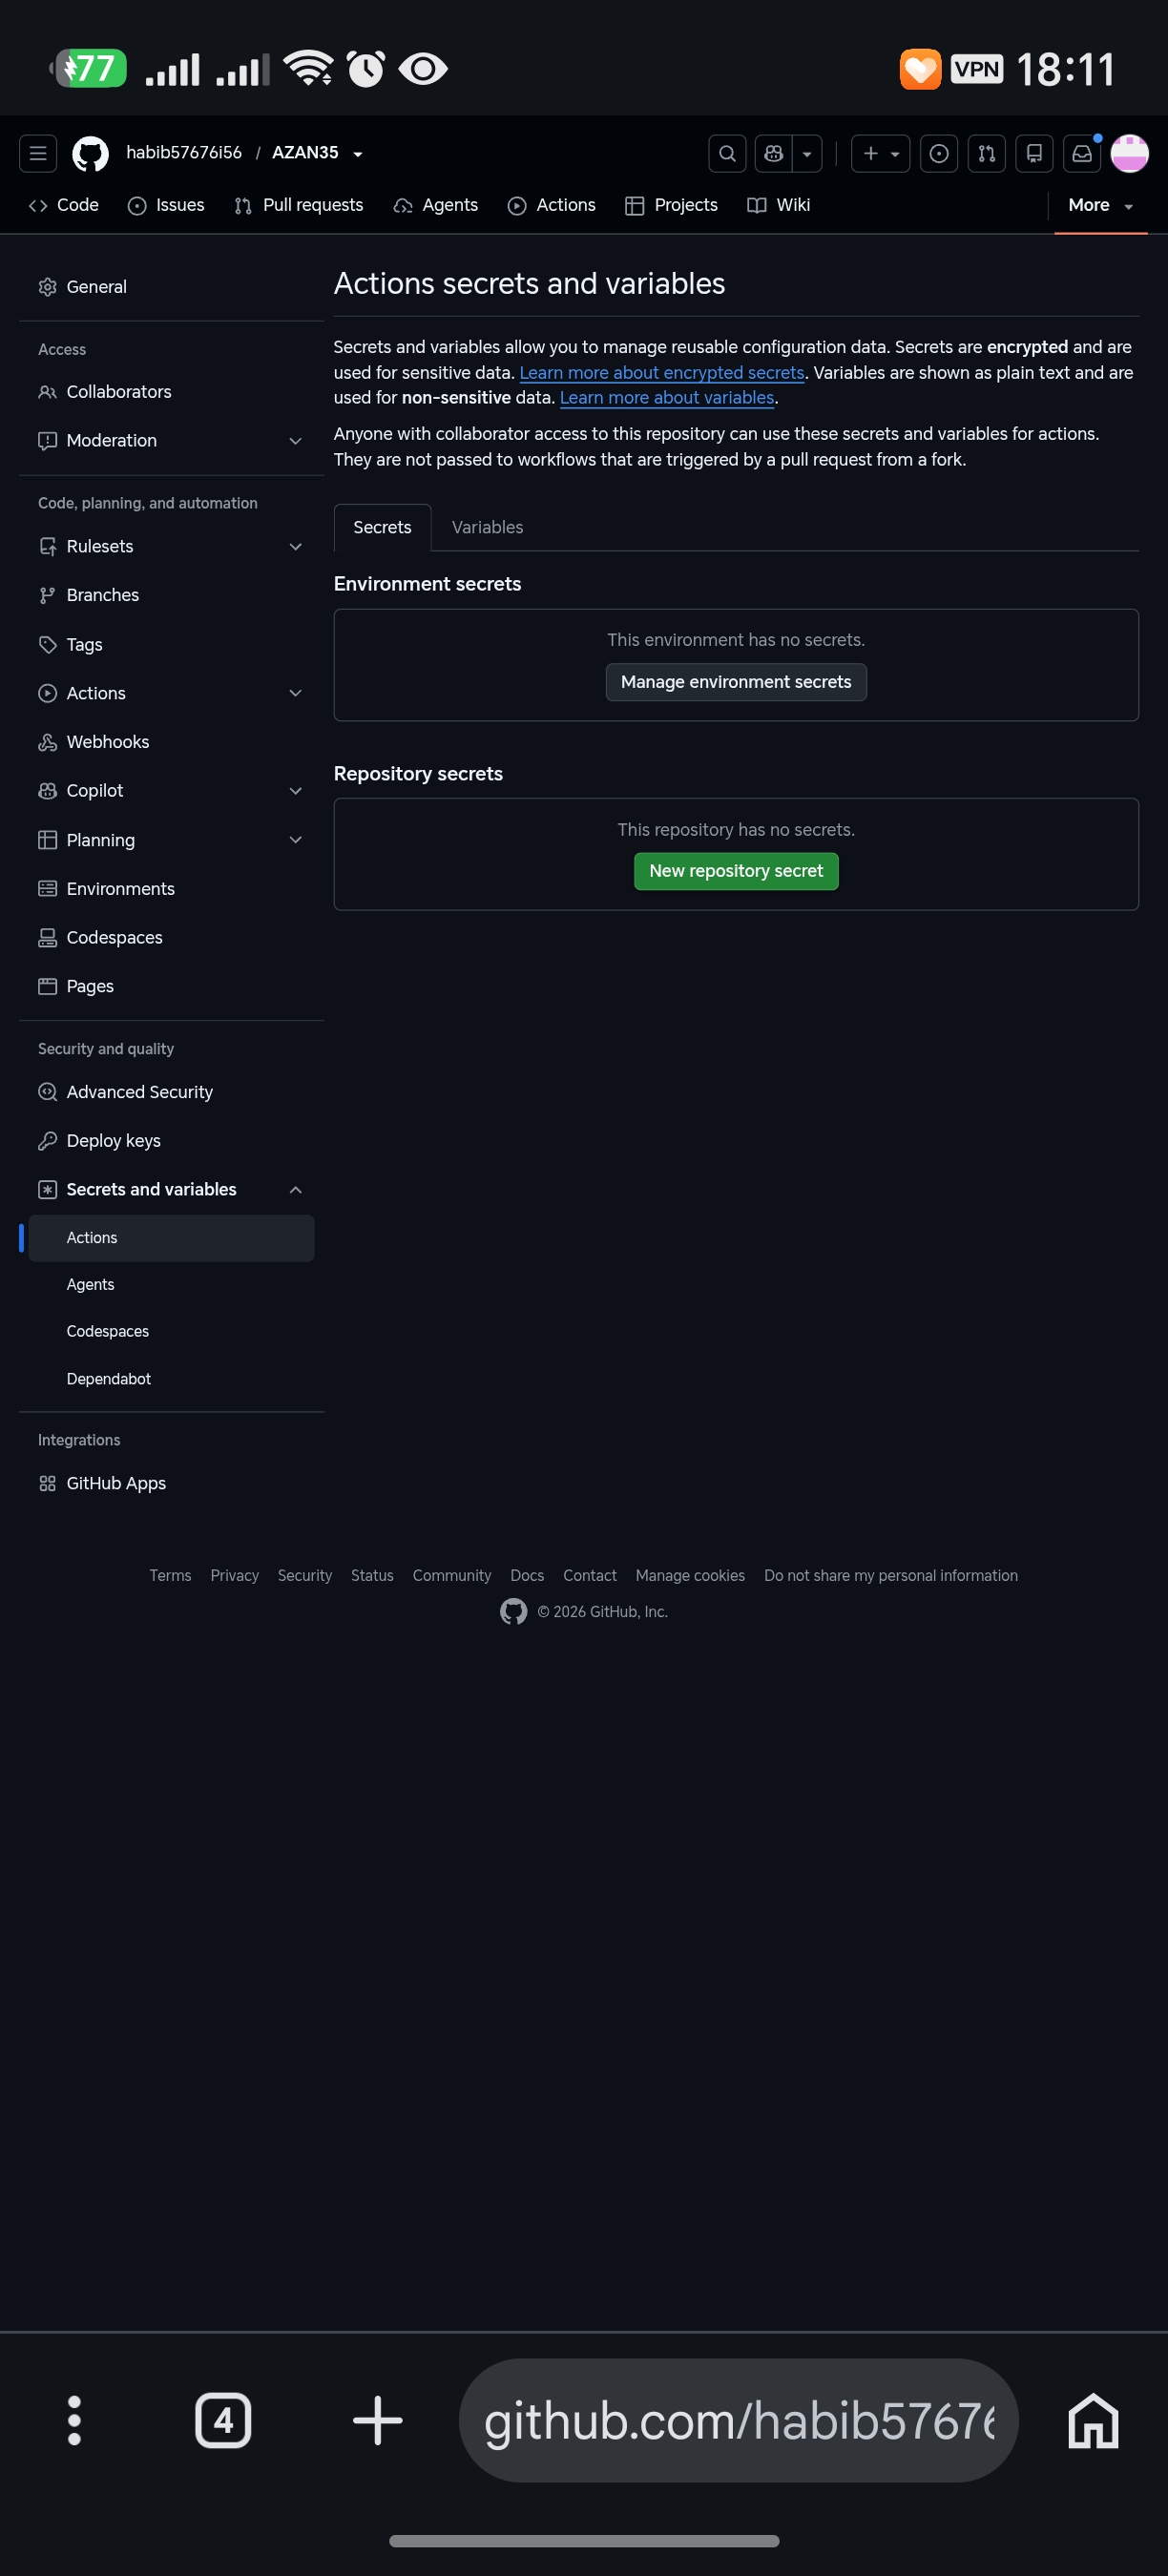 77
VPN 18:11
habib57676i56 / AZAN35
Code Issues Pull requests Agents Actions Projects Wiki More
General
Access
Collaborators
Moderation
Code, planning, and automation
Rulesets
Branches
Tags
Actions
Webhooks
Copilot
Planning
Environments
Codespaces
Pages
Security and quality
Advanced Security
Deploy keys
Secrets and variables
Actions
Agents
Codespaces
Dependabot
Integrations
GitHub Apps
Actions secrets and variables
Secrets and variables allow you to manage reusable configuration data. Secrets are encrypted and are
used for sensitive data. Learn more about encrypted secrets. Variables are shown as plain text and are
used for non-sensitive data. Learn more about variables.
Anyone with collaborator access to this repository can use these secrets and variables for actions.
They are not passed to workflows that are triggered by a pull request from a fork.
Secrets Variables
Environment secrets
This environment has no secrets.
Manage environment secrets
Repository secrets
This repository has no secrets.
New repository secret
Terms Privacy Security Status Community Docs Contact Manage cookies Do not share my personal information
© 2026 GitHub, Inc.
4 github.com/habib5767